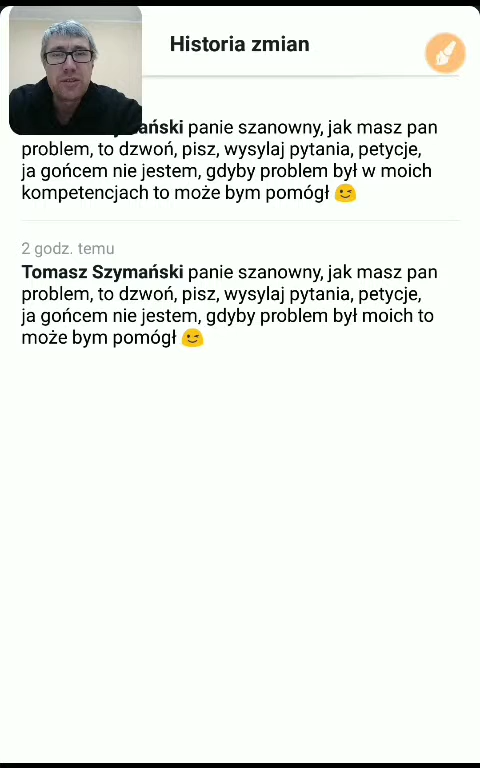 Historia zmian
ański panie szanowny, jak masz pan
problem, to dzwoń, pisz, wysylaj pytania, petycje,
ja gońcem nie jestem, gdyby problem był w moich
kompetencjach to może bym pomógł 😉
2 godz. temu
Tomasz Szymański panie szanowny, jak masz pan
problem, to dzwoń, pisz, wysylaj pytania, petycje,
ja gońcem nie jestem, gdyby problem był moich to
może bym pomógł 😉